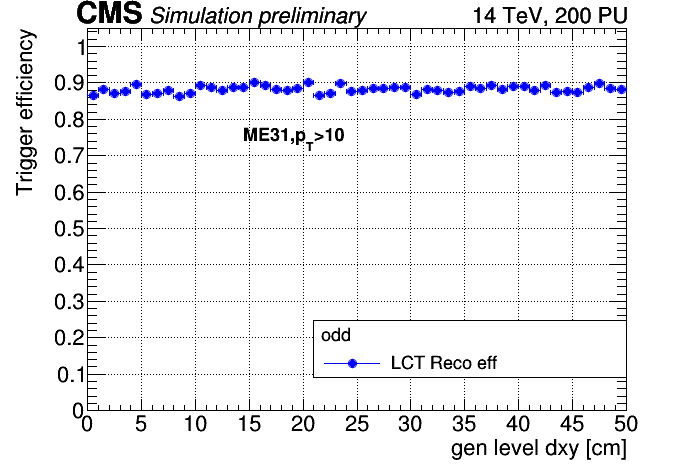 CMS Simulation preliminary 14 TeV, 200 PU
Trigger efficiency
1
0.9
0.8
0.7
0.6
0.5
0.4
0.3
0.2
0.1
0
ME31,pT>10
odd
LCT Reco eff
0 5 10 15 20 25 30 35 40 45 50
gen level dxy [cm]